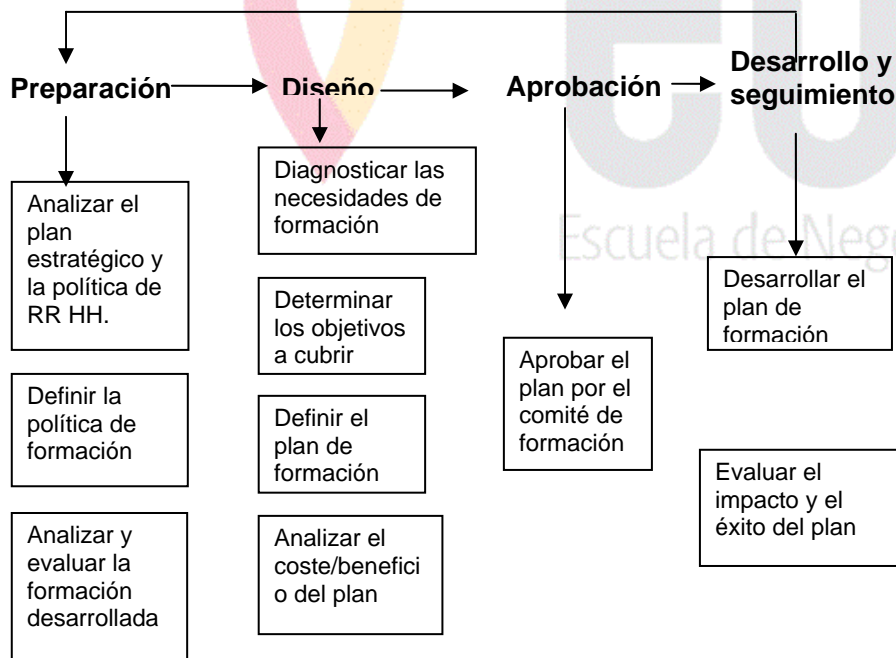 Preparación
Diseño
Aprobación
Desarrollo y
seguimiento
Analizar el
plan
estratégico y
la política de
RR HH.
Definir la
política de
formación
Analizar y
evaluar la
formación
desarrollada
Diagnosticar las
necesidades de
formación
Determinar
los objetivos
a cubrir
Definir el
plan de
formación
Analizar el
coste/benefici
o del plan
Aprobar el
plan por el
comité de
formación
Desarrollar el
plan de
formación
Evaluar el
impacto y el
éxito del plan
Escuela de Neg